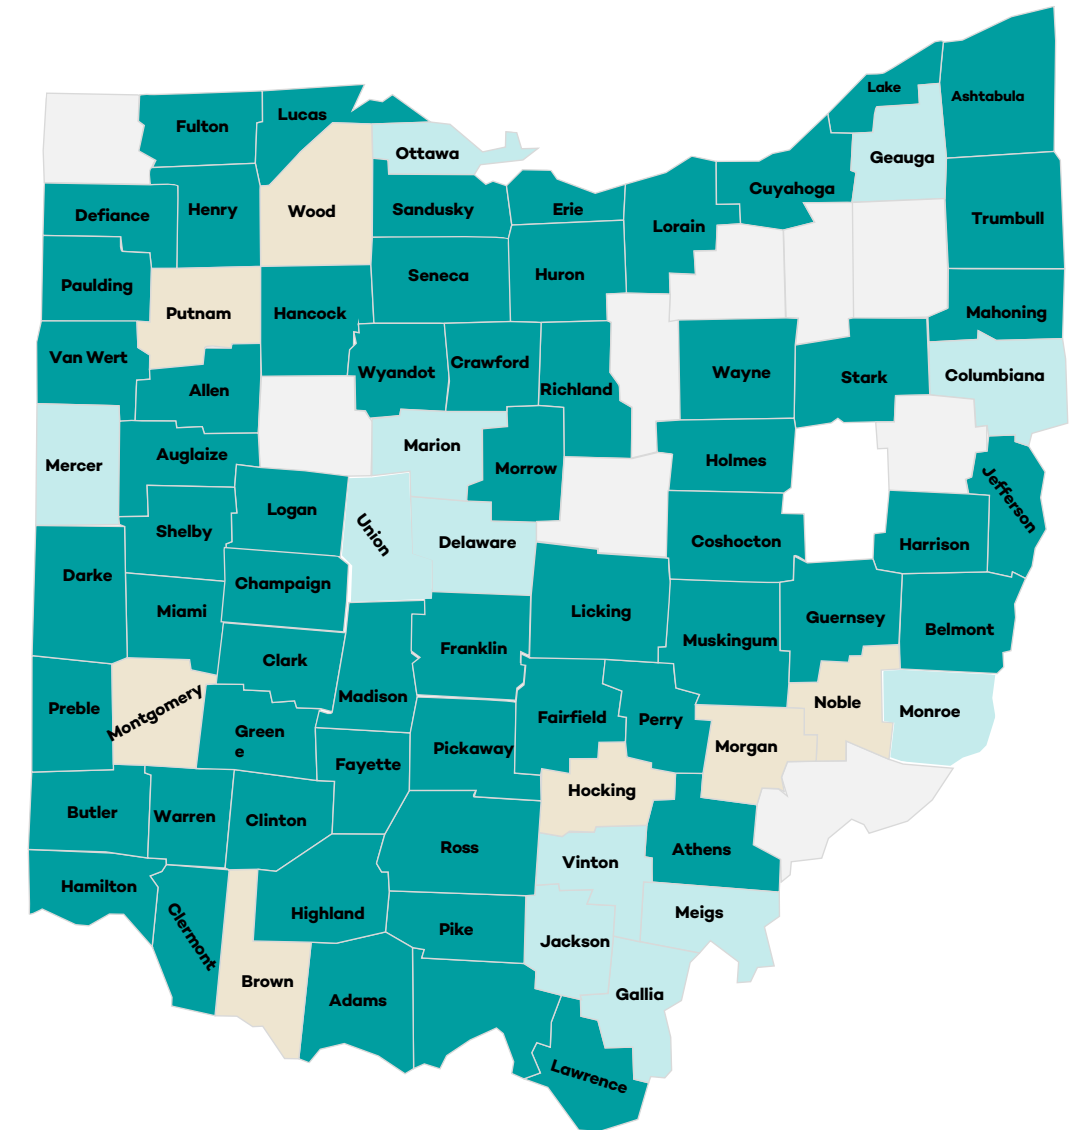 Lake
Ashtabula
Lucas
Fulton
Ottawa
Geauga
Cuyahoga
Wood
Henry
Sandusky
Erie
Defiance
Trumbull
Lorain
Seneca
Huron
Paulding
Putnam
Hancock
Mahoning
Van Wert
Crawford
Wyandot
Wayne
Columbiana
Stark
Allen
Richland
Marion
Auglaize
Holmes
Mercer
Morrow
Jefferson
Logan
Shelby
Union
Delaware
Coshocton
Harrison
Darke
Champaign
Miami
Licking
Guernsey
Belmont
Muskingum
Franklin
Clark
Madison
Noble
Preble
Montgomery
Monroe
Fairfield
Perry
Green
e
Morgan
Pickaway
Fayette
Hocking
Butler
Warren
Clinton
Ross
Athens
Vinton
Hamilton
Highland
Meigs
Clermont
Pike
Jackson
Brown
Gallia
Adams
Lawrence